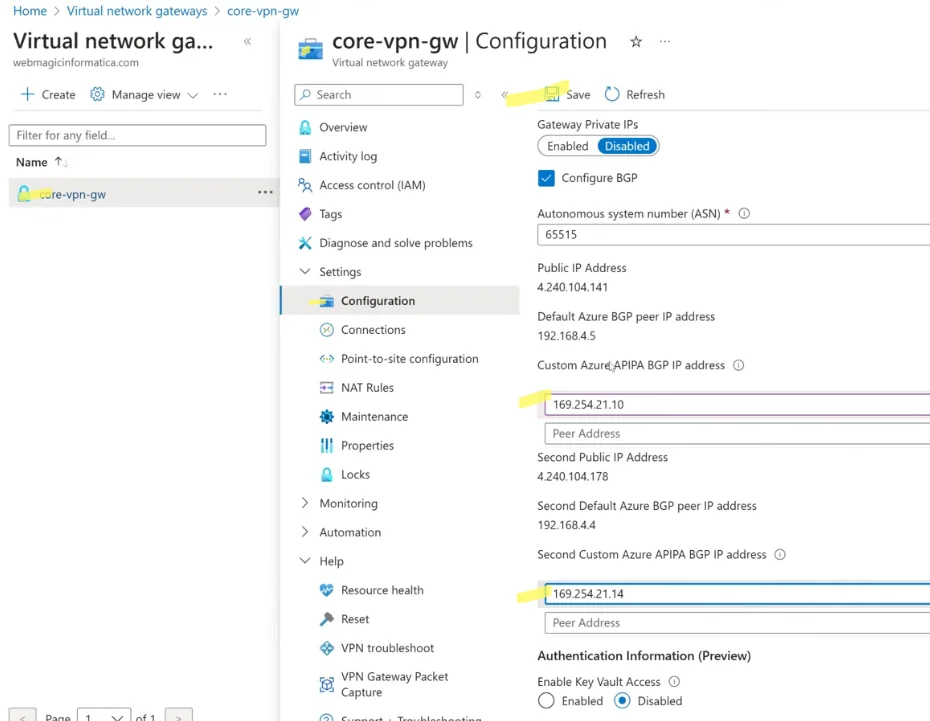 Home > Virtual network gateways > core-vpn-gw
Virtual network ga...
webmagicinformatica.com
Create
Manage view
Filter for any field...
Name
core-vpn-gw
Page 1 of 1
core-vpn-gw | Configuration
Virtual network gateway
Search
Overview
Activity log
Access control (IAM)
Tags
Diagnose and solve problems
Settings
Configuration
Connections
Point-to-site configuration
NAT Rules
Maintenance
Properties
Locks
Monitoring
Automation
Help
Resource health
Reset
VPN troubleshoot
VPN Gateway Packet
Capture
Support + Troubleshooting
Save
Refresh
Gateway Private IPs
Enabled Disabled
Configure BGP
Autonomous system number (ASN) *
65515
Public IP Address
4.240.104.141
Default Azure BGP peer IP address
192.168.4.5
Custom Azure APIPA BGP IP address
169.254.21.10
Peer Address
Second Public IP Address
4.240.104.178
Second Default Azure BGP peer IP address
192.168.4.4
Second Custom Azure APIPA BGP IP address
169.254.21.14
Peer Address
Authentication Information (Preview)
Enable Key Vault Access
Enabled Disabled